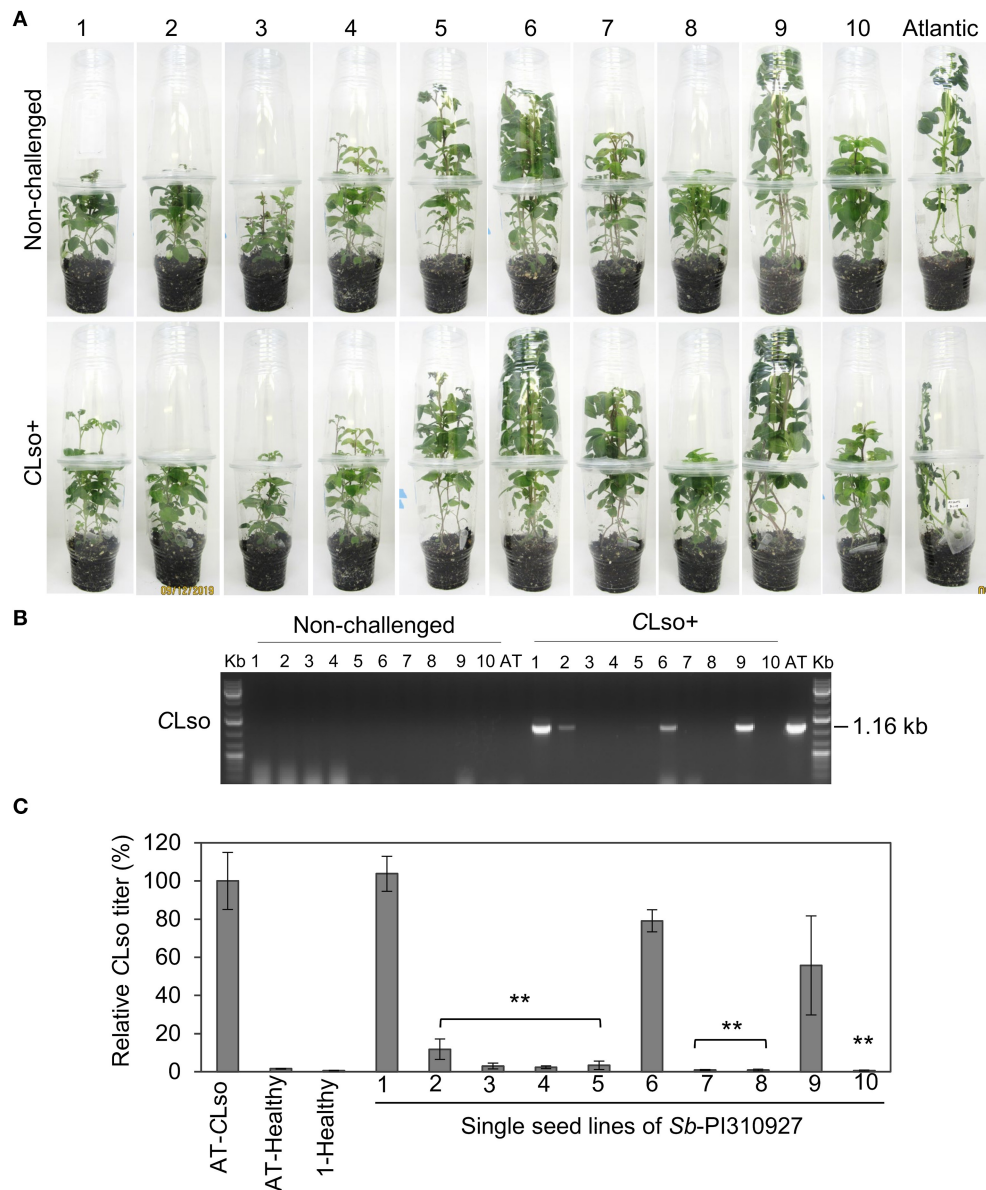 A
1 2 3 4 5 6 7 8 9 10 Atlantic
Non-challenged
CLso+
09/12/2019
B
Non-challenged CLso+
Kb 1 2 3 4 5 6 7 8 9 10 AT 1 2 3 4 5 6 7 8 9 10 AT Kb
CLso 1.16 kb
C
Relative CLso titer (%)
120
100
80
60
40
20
0
**
**
**
AT-CLso AT-Healthy 1-Healthy 1 2 3 4 5 6 7 8 9 10
Single seed lines of Sb-PI310927